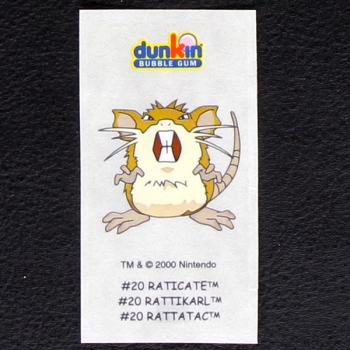 dunkin
BUBBLE GUM
TM & © 2000 Nintendo
#20 RATICATE™
#20 RATTIKARL™
#20 RATTATAC™